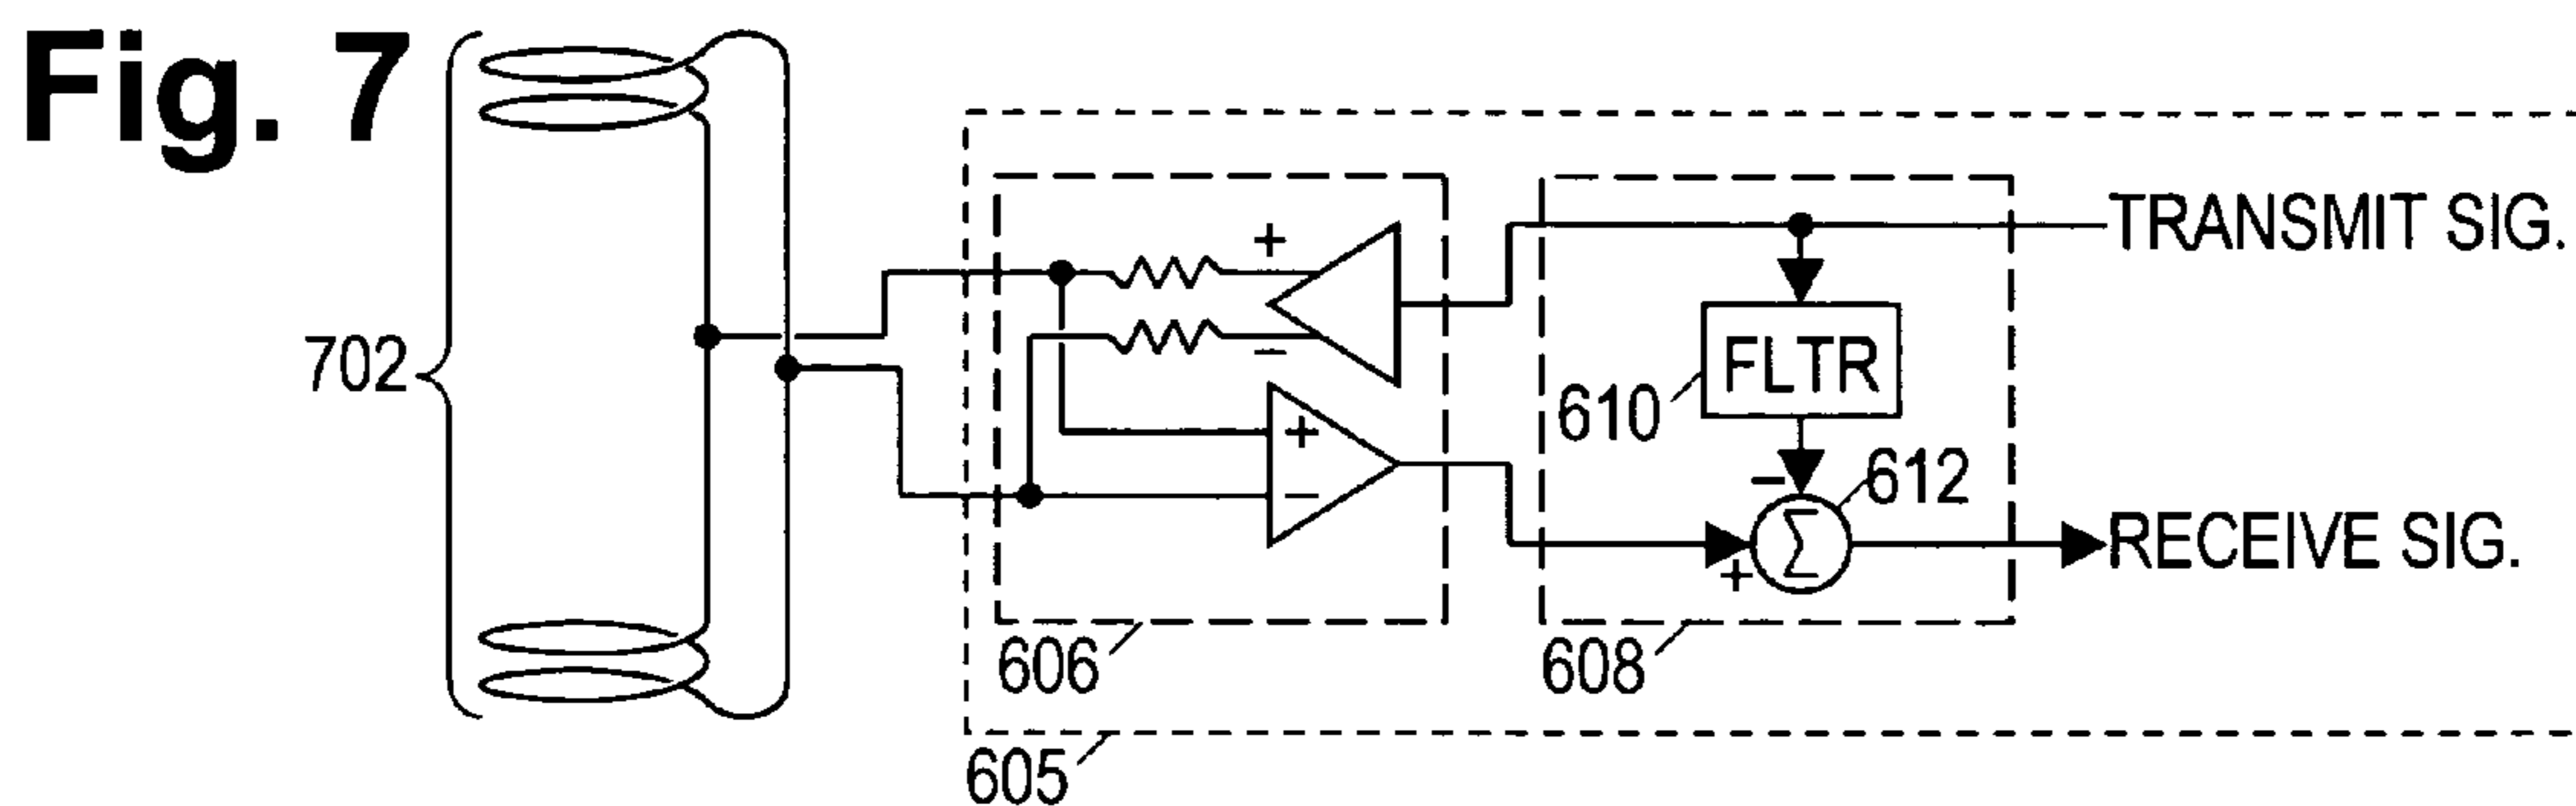 Fig. 7
702
+
−
+
−
TRANSMIT SIG.
FLTR
610
−
612
Σ
+
RECEIVE SIG.
606
608
605